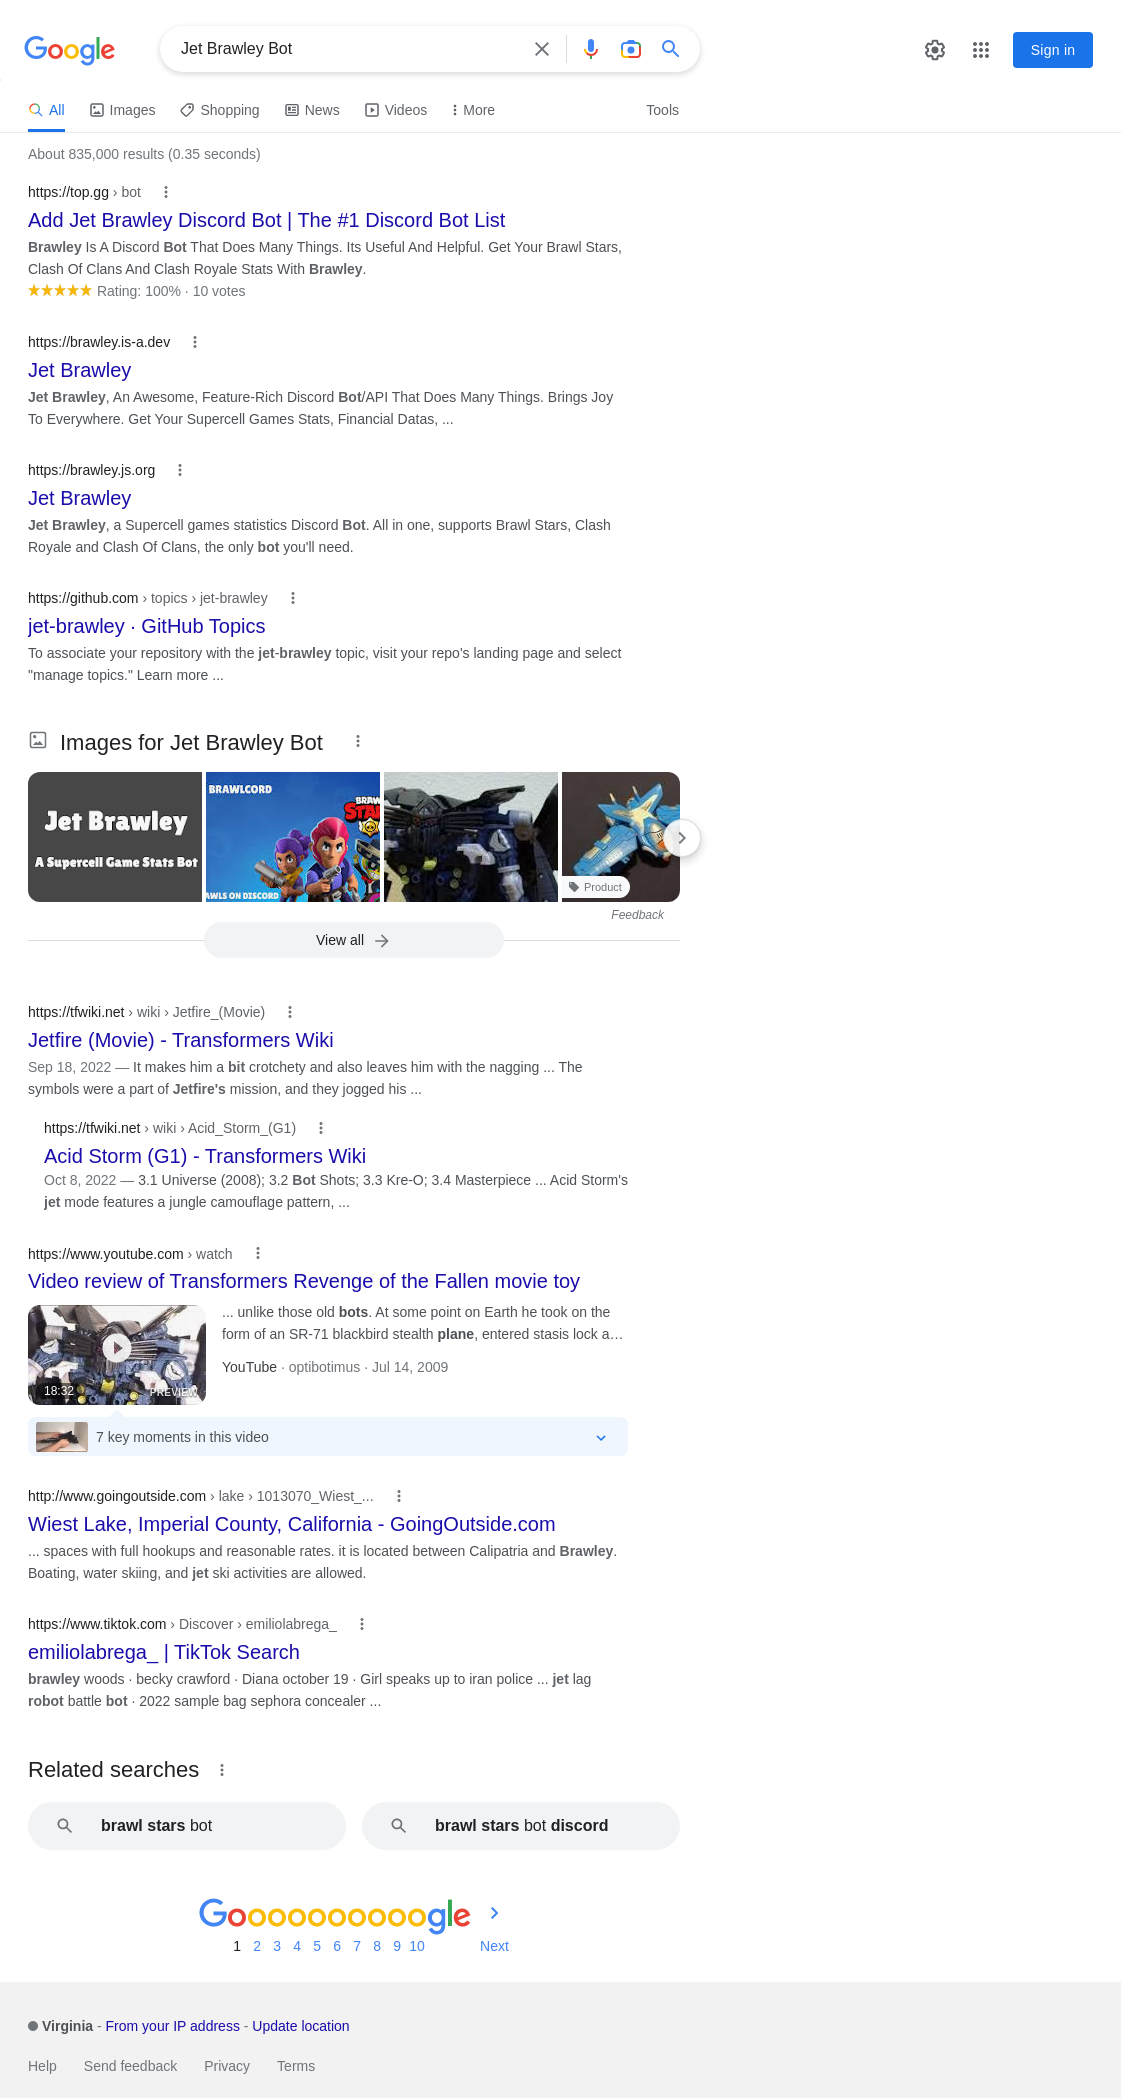 Google
Jet Brawley Bot
Sign in
All
Images
Shopping
News
Videos
More
Tools
About 835,000 results (0.35 seconds)
https://top.gg › bot
Add Jet Brawley Discord Bot | The #1 Discord Bot List
Brawley Is A Discord Bot That Does Many Things. Its Useful And Helpful. Get Your Brawl Stars,
Clash Of Clans And Clash Royale Stats With Brawley.
Rating: 100% · 10 votes
https://brawley.is-a.dev
Jet Brawley
Jet Brawley, An Awesome, Feature-Rich Discord Bot/API That Does Many Things. Brings Joy
To Everywhere. Get Your Supercell Games Stats, Financial Datas, ...
https://brawley.js.org
Jet Brawley
Jet Brawley, a Supercell games statistics Discord Bot. All in one, supports Brawl Stars, Clash
Royale and Clash Of Clans, the only bot you'll need.
https://github.com › topics › jet-brawley
jet-brawley · GitHub Topics
To associate your repository with the jet-brawley topic, visit your repo's landing page and select
"manage topics." Learn more ...
Images for Jet Brawley Bot
Jet Brawley
A Supercell Game Stats Bot
BRAWLCORD
BRAW
STAR
AWLS ON DISCORD
Product
Feedback
View all
https://tfwiki.net › wiki › Jetfire_(Movie)
Jetfire (Movie) - Transformers Wiki
Sep 18, 2022 — It makes him a bit crotchety and also leaves him with the nagging ... The
symbols were a part of Jetfire's mission, and they jogged his ...
https://tfwiki.net › wiki › Acid_Storm_(G1)
Acid Storm (G1) - Transformers Wiki
Oct 8, 2022 — 3.1 Universe (2008); 3.2 Bot Shots; 3.3 Kre-O; 3.4 Masterpiece ... Acid Storm's
jet mode features a jungle camouflage pattern, ...
https://www.youtube.com › watch
Video review of Transformers Revenge of the Fallen movie toy
... unlike those old bots. At some point on Earth he took on the
form of an SR-71 blackbird stealth plane, entered stasis lock a…
YouTube · optibotimus · Jul 14, 2009
18:32
PREVIEW
7 key moments in this video
http://www.goingoutside.com › lake › 1013070_Wiest_...
Wiest Lake, Imperial County, California - GoingOutside.com
... spaces with full hookups and reasonable rates. it is located between Calipatria and Brawley.
Boating, water skiing, and jet ski activities are allowed.
https://www.tiktok.com › Discover › emiliolabrega_
emiliolabrega_ | TikTok Search
brawley woods · becky crawford · Diana october 19 · Girl speaks up to iran police ... jet lag
robot battle bot · 2022 sample bag sephora concealer ...
Related searches
brawl stars bot
brawl stars bot discord
Goooooooooogle
1 2 3 4 5 6 7 8 9 10 Next
Virginia - From your IP address - Update location
Help Send feedback Privacy Terms